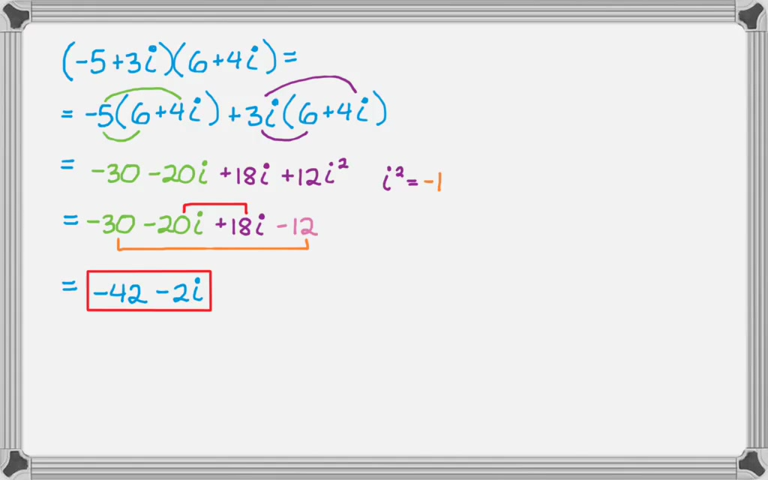 (-5+3i)(6+4i)=
= -5(6+4i)+3i(6+4i)
= -30 -20i +18i +12i² i²=-1
= -30 -20i +18i -12
= -42 -2i